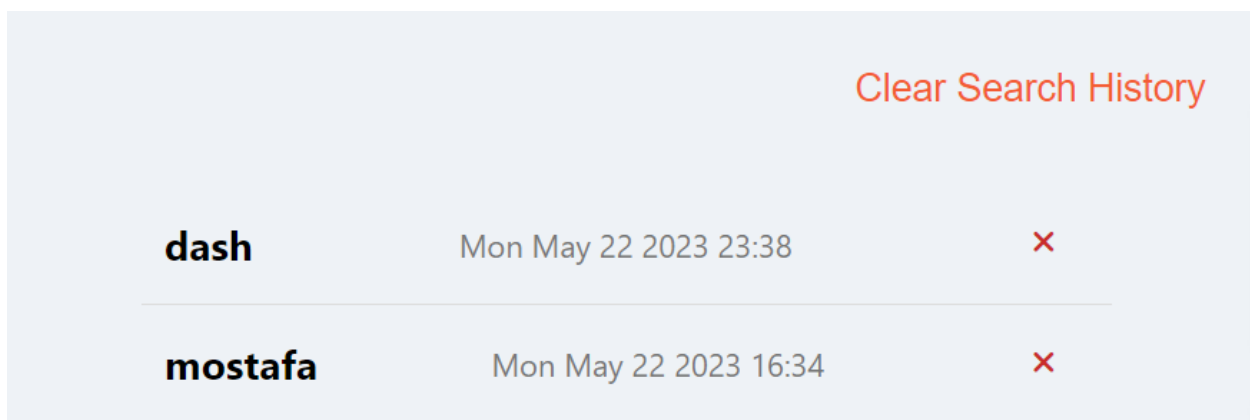 Clear Search History
dash Mon May 22 2023 23:38 ×
mostafa Mon May 22 2023 16:34 ×